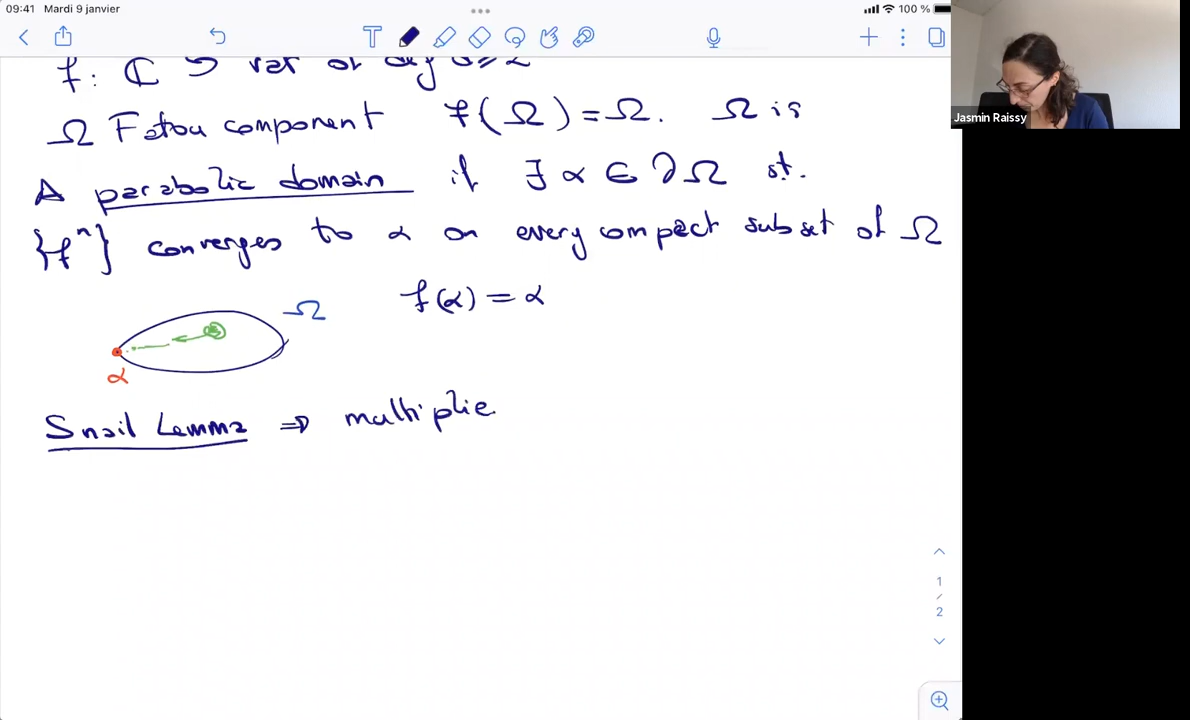 09:41 Mardi 9 janvier 100 %
f: ℂ
Ω Fatou component f(Ω) = Ω. Ω is
A parabolic domain if ∃ α ∈ ∂Ω st.
{fⁿ} converges to α on every compact subset of Ω
f(α) = α
Ω
α
Snail Lemma ⇒ multiplie
Jasmin Raissy
1
/
2